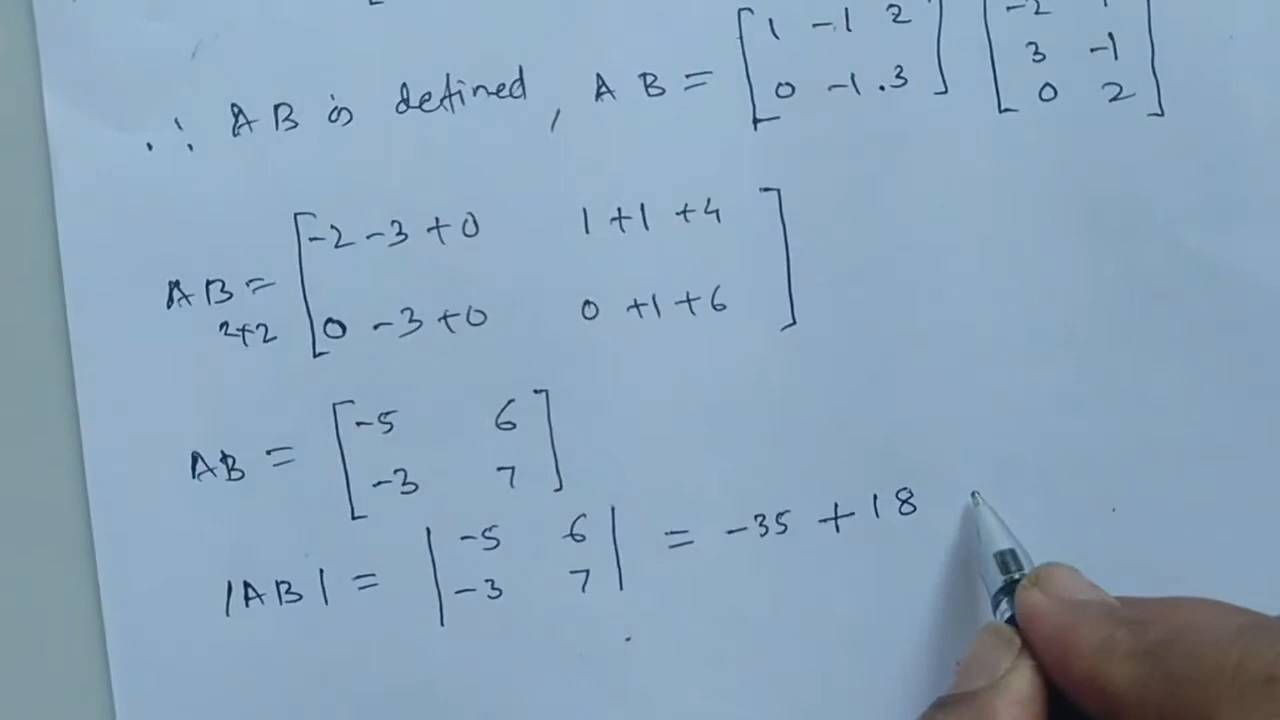 ∴ AB is defined, AB = [1 -1 2 [-2
0 -1 .3] 3 -1
0 2]
AB = [-2 -3 +0 1 +1 +4
2×2 0 -3 +0 0 +1 +6]
AB = [-5 6
-3 7]
|AB| = |-5 6 | = -35 + 18
|-3 7 |